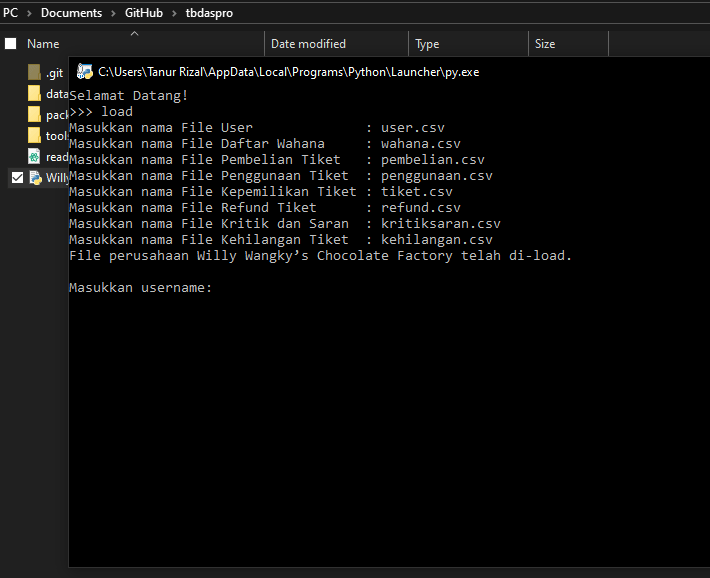 PC > Documents > GitHub > tbdaspro
Name Date modified Type Size
.git
data
pack
tools
read
Willy
C:\Users\Tanur Rizal\AppData\Local\Programs\Python\Launcher\py.exe
Selamat Datang!
>>> load
Masukkan nama File User : user.csv
Masukkan nama File Daftar Wahana : wahana.csv
Masukkan nama File Pembelian Tiket : pembelian.csv
Masukkan nama File Penggunaan Tiket : penggunaan.csv
Masukkan nama File Kepemilikan Tiket : tiket.csv
Masukkan nama File Refund Tiket : refund.csv
Masukkan nama File Kritik dan Saran : kritiksaran.csv
Masukkan nama File Kehilangan Tiket : kehilangan.csv
File perusahaan Willy Wangky’s Chocolate Factory telah di-load.
Masukkan username: